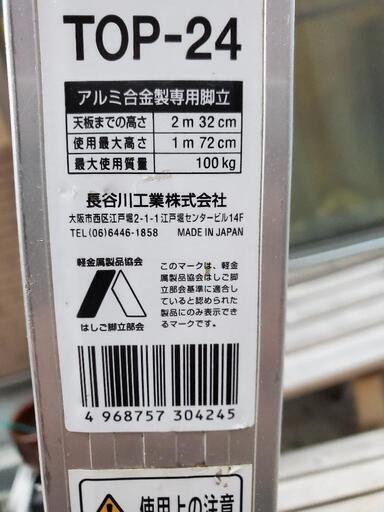 TOP-24
アルミ合金製専用脚立
天板までの高さ 2m 32cm
使用最大高さ 1m 72cm
最大使用質量 100kg
長谷川工業株式会社
大阪市西区江戸堀2-1-1江戸堀センタービル14F
TEL (06)6446-1858 MADE IN JAPAN
軽金属製品協会
はしご脚立部会
このマークは、軽金
属製品協会はしご脚
立部会基準に適合し
ていると認められた
製品にのみ表示でき
るマークです。
4 968757 304245
使用上の注意